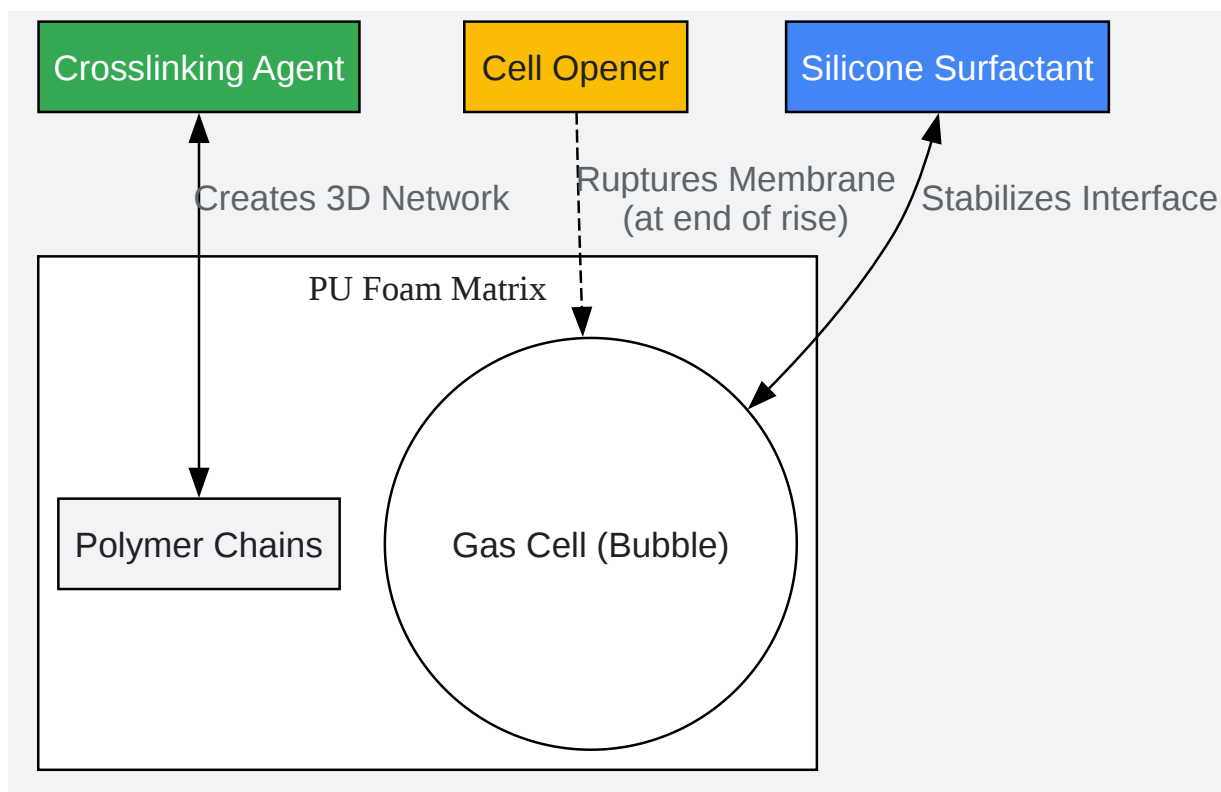 Crosslinking Agent
Cell Opener
Silicone Surfactant
Creates 3D Network
Ruptures Membrane
(at end of rise)
Stabilizes Interface
PU Foam Matrix
Polymer Chains
Gas Cell (Bubble)